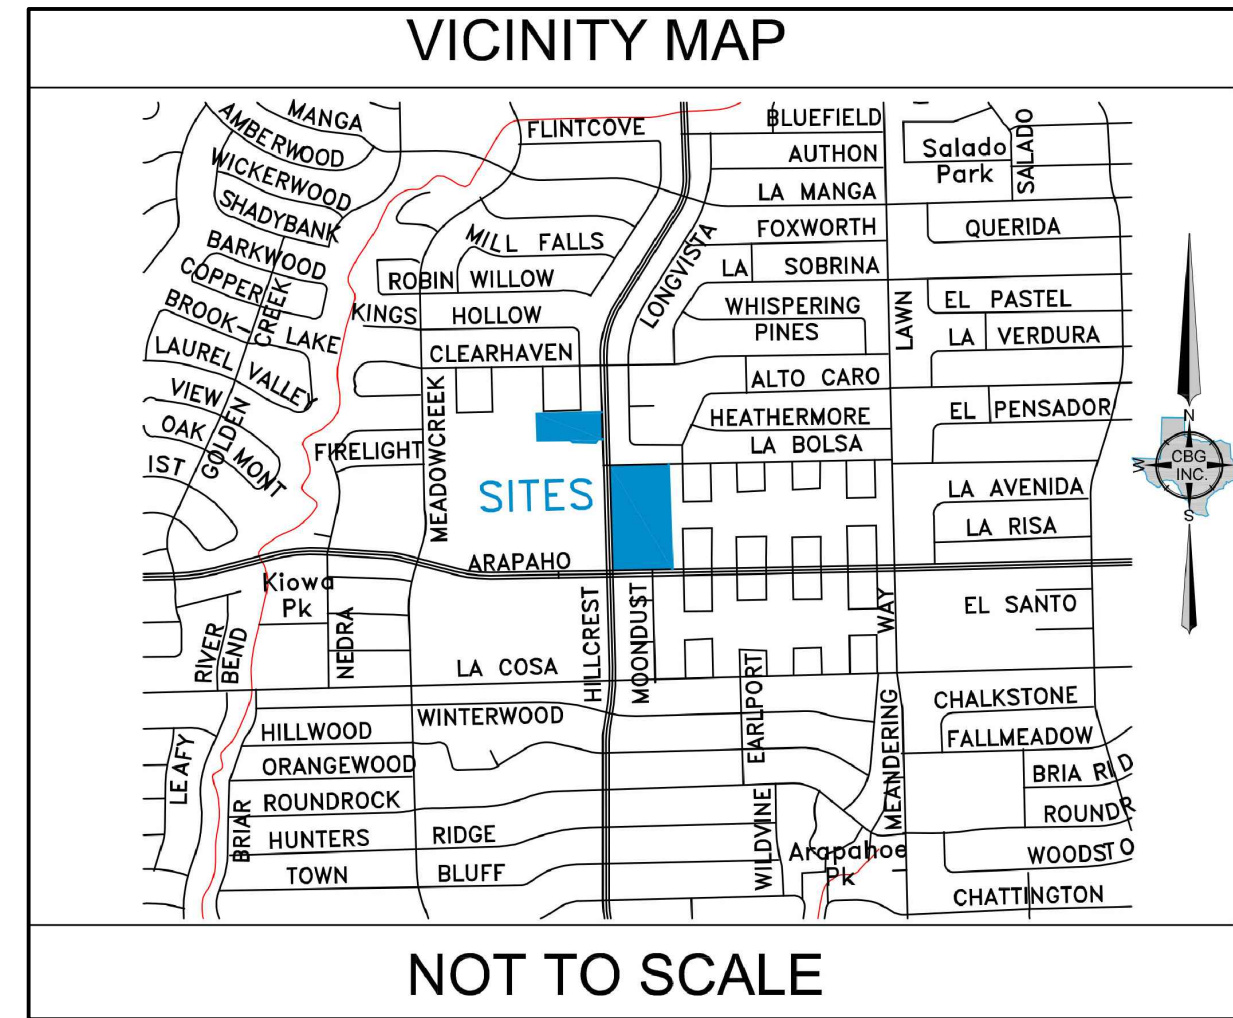 VICINITY MAP
MANGA
AMBERWOOD
WICKERWOOD
SHADYBANK
BARKWOOD
COPPER
CREEK
BROOK-
LAKE
LAUREL VALLEY
VIEW
GOLDEN
OAK MONT
IST
FLINTCOVE
MILL FALLS
ROBIN WILLOW
KINGS HOLLOW
CLEARHAVEN
MEADOWCREEK
FIRELIGHT
LONGVISTA
BLUEFIELD
AUTHON
LA MANGA
FOXWORTH
LA SOBRINA
WHISPERING
PINES
ALTO CARO
HEATHERMORE
LA BOLSA
LAWN
Salado
Park
SALADO
QUERIDA
EL PASTEL
LA VERDURA
EL PENSADOR
LA AVENIDA
LA RISA
N
W
CBG
INC.
S
SITES
ARAPAHO
Kiowa
Pk
NEDRA
RIVER
BEND
LA COSA
HILLCREST
MOONDUST
EARLPORT
WAY
EL SANTO
MEANDERING
CHALKSTONE
FALLMEADOW
BRIA RI D
ROUNDR
WOODSTO
CHATTINGTON
WINTERWOOD
HILLWOOD
ORANGEWOOD
ROUNDROCK
HUNTERS RIDGE
TOWN BLUFF
LEAFY
BRIAR
WILDVINE
Arapahoe
Pk
NOT TO SCALE